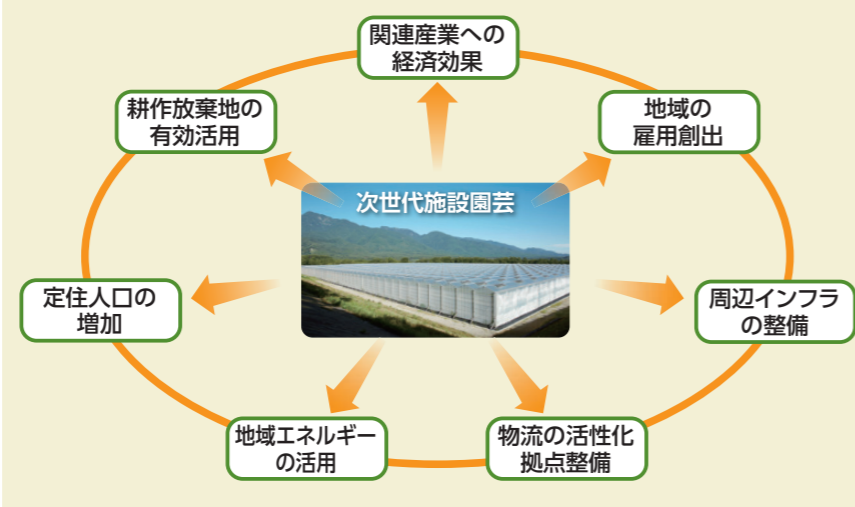 関連産業への
経済効果
耕作放棄地の
有効活用
地域の
雇用創出
次世代施設園芸
定住人口の
増加
周辺インフラ
の整備
地域エネルギー
の活用
物流の活性化
拠点整備